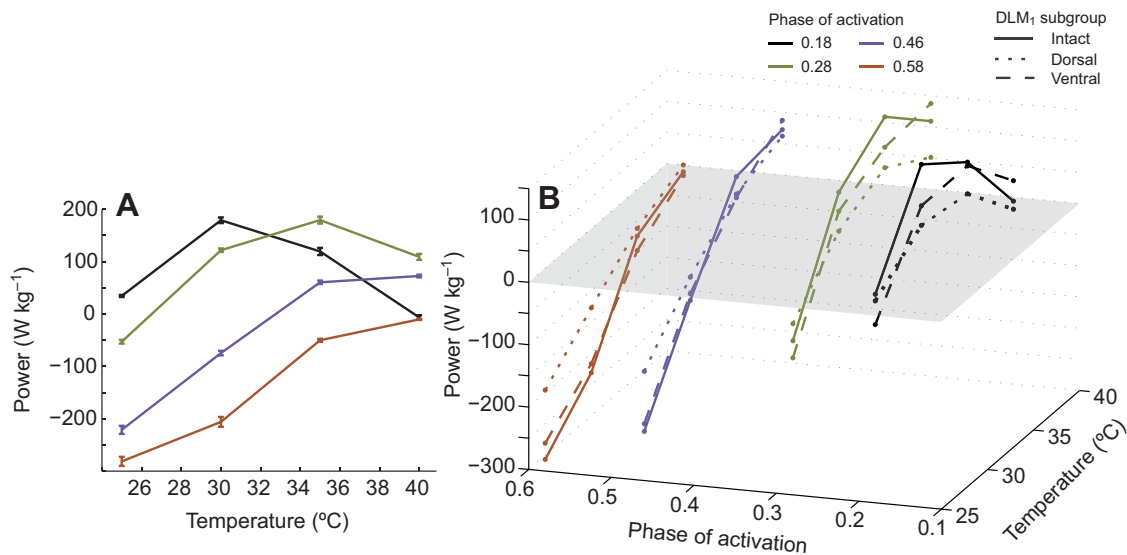 Phase of activation
0.18
0.46
0.28
0.58
DLM1 subgroup
Intact
Dorsal
Ventral
A
Power (W kg−1)
200
100
0
−100
−200
26 28 30 32 34 36 38 40
Temperature (ºC)
B
Power (W kg−1)
100
0
−100
−200
−300
0.6 0.5 0.4 0.3 0.2 0.1
Phase of activation
25 30 35 40
Temperature (ºC)